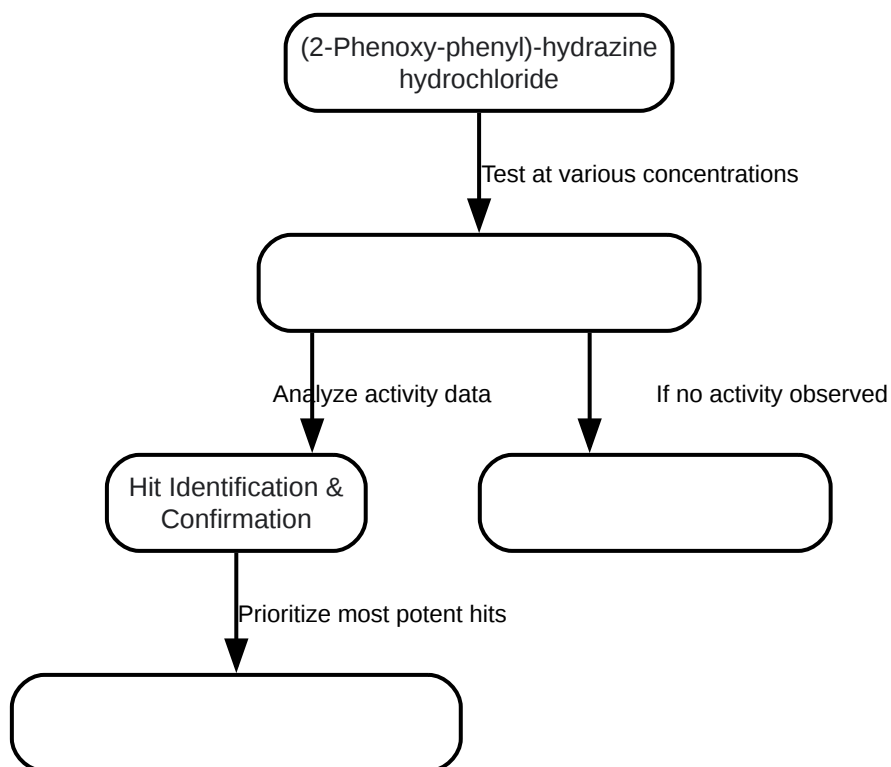 (2-Phenoxy-phenyl)-hydrazine
hydrochloride
Test at various concentrations
Analyze activity data
If no activity observed
Hit Identification &
Confirmation
Prioritize most potent hits